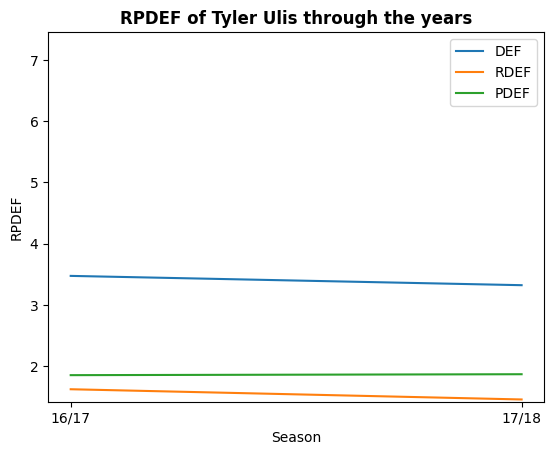 RPDEF of Tyler Ulis through the years
DEF
RDEF
PDEF
7
6
5
4
3
2
RPDEF
16/17
17/18
Season